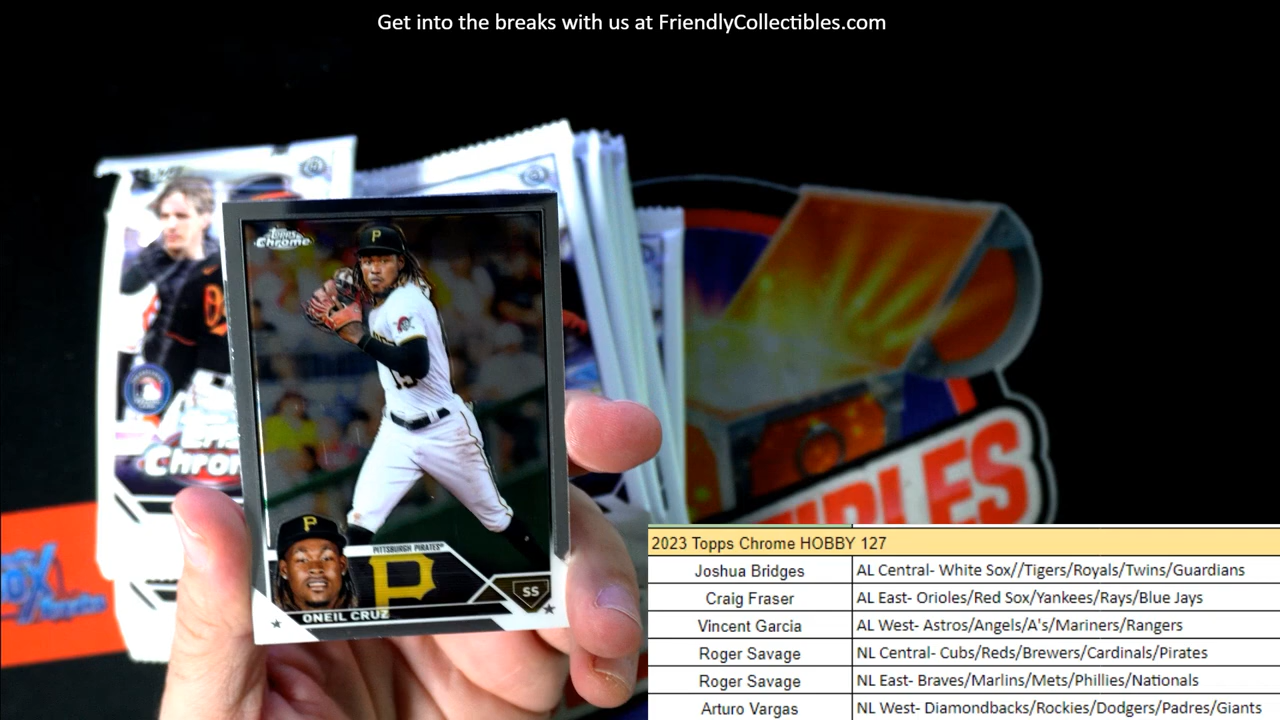 Get into the breaks with us at FriendlyCollectibles.com
Topps
Chrome
P
P
PITTSBURGH PIRATES
P
SS
ONEIL CRUZ
2023 Topps Chrome HOBBY 127
Joshua Bridges AL Central- White Sox//Tigers/Royals/Twins/Guardians
Craig Fraser AL East- Orioles/Red Sox/Yankees/Rays/Blue Jays
Vincent Garcia AL West- Astros/Angels/A's/Mariners/Rangers
Roger Savage NL Central- Cubs/Reds/Brewers/Cardinals/Pirates
Roger Savage NL East- Braves/Marlins/Mets/Phillies/Nationals
Arturo Vargas NL West- Diamondbacks/Rockies/Dodgers/Padres/Giants